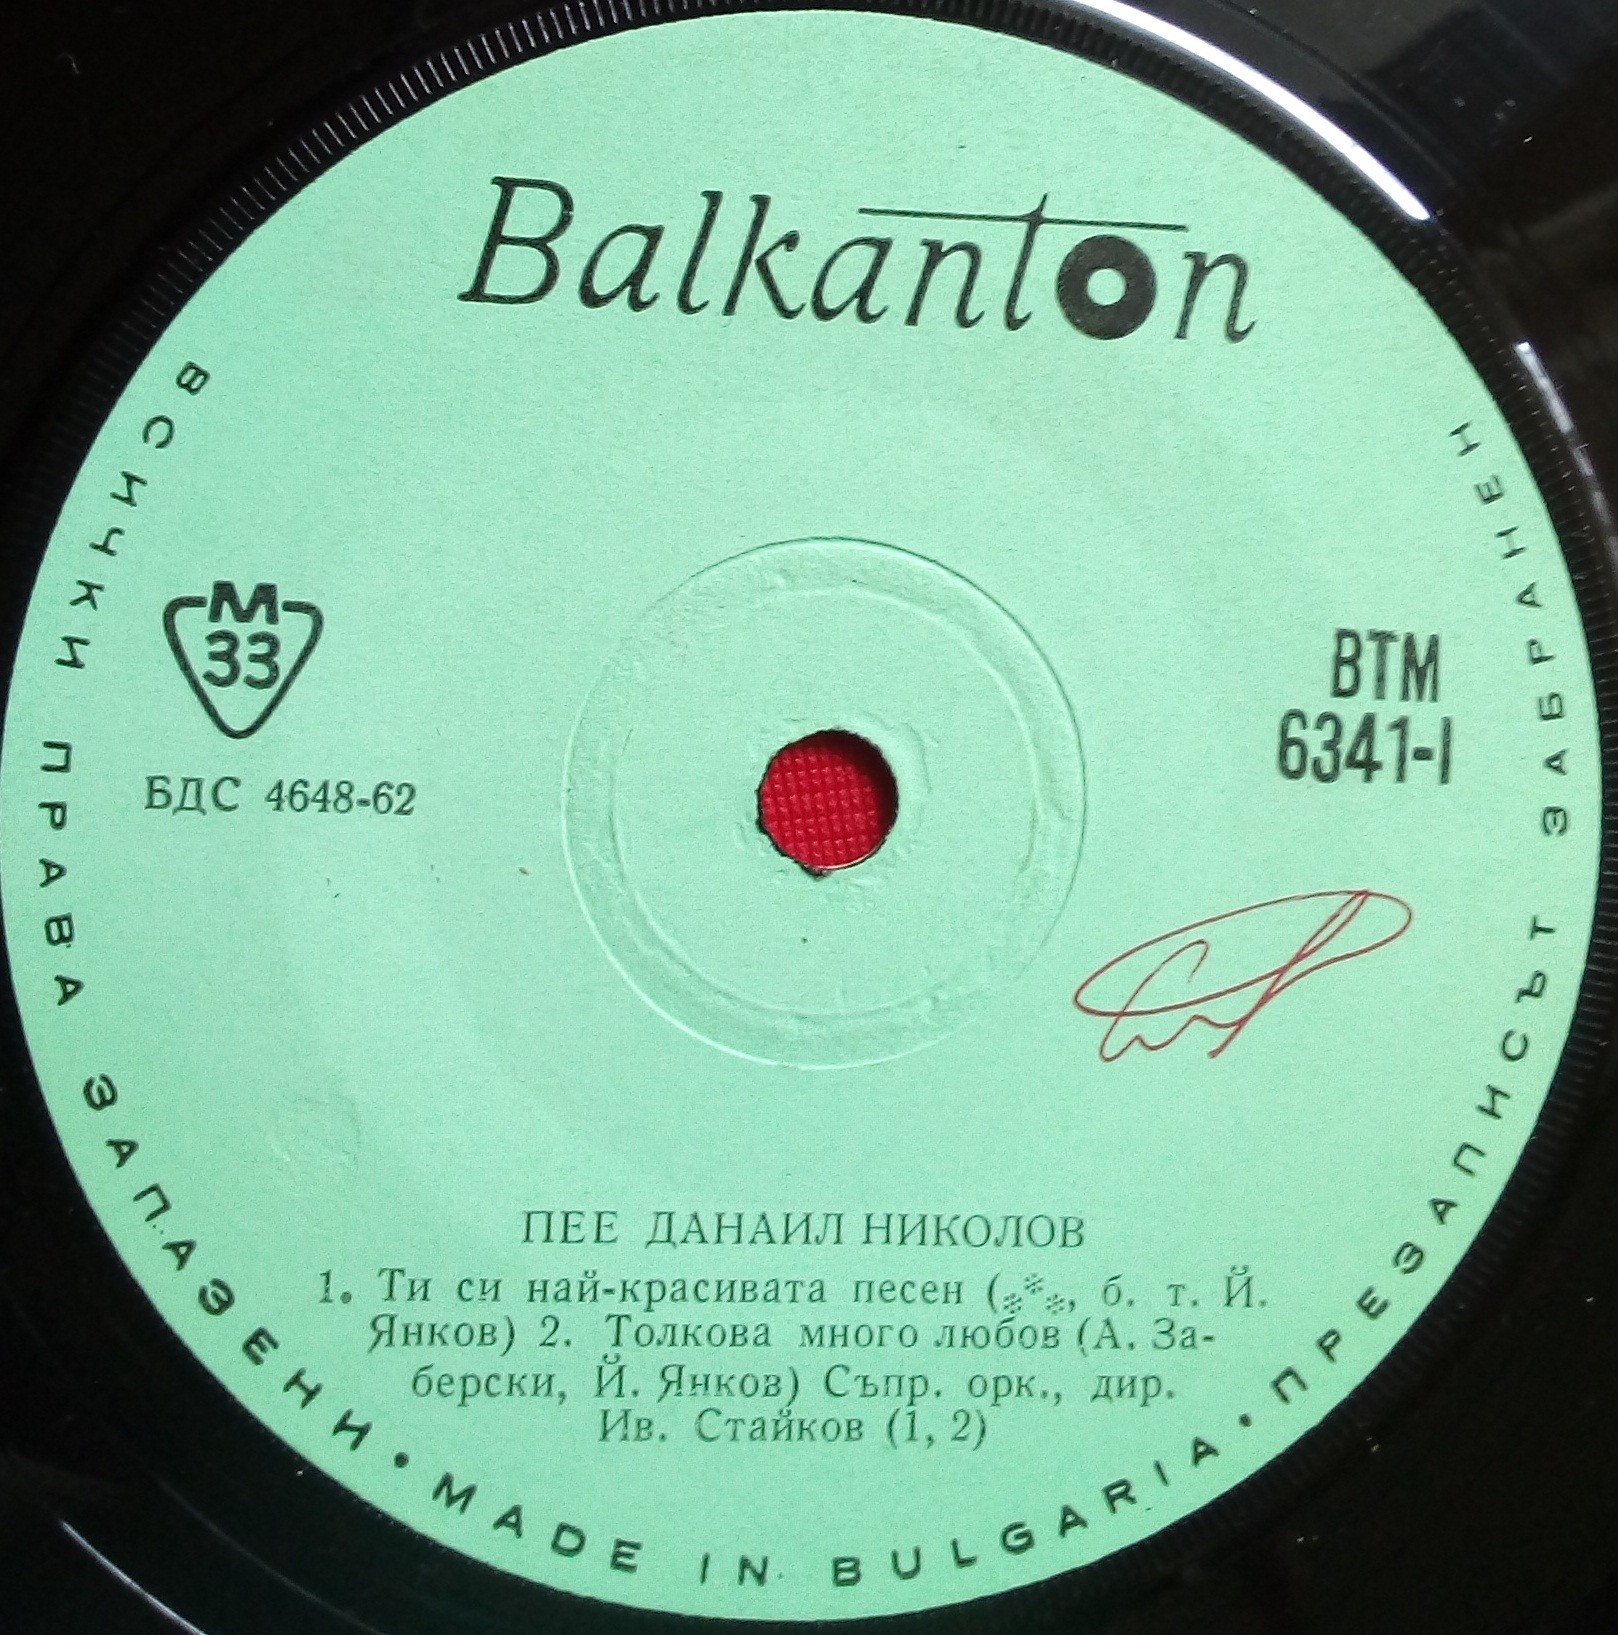 Balkanton
ВСИЧКИ ПРАВА ЗАПАЗЕНИ • MADE IN BULGARIA • ПРЕЗАПИСЪТ ЗАБРАНЕН
М
33
БДС 4648-62
ВТМ
6341-I
ПЕЕ ДАНАИЛ НИКОЛОВ
1. Ти си най-красивата песен (***, б. т. Й.
Янков) 2. Толкова много любов (А. За-
берски, Й. Янков) Съпр. орк., дир.
Ив. Стайков (1, 2)